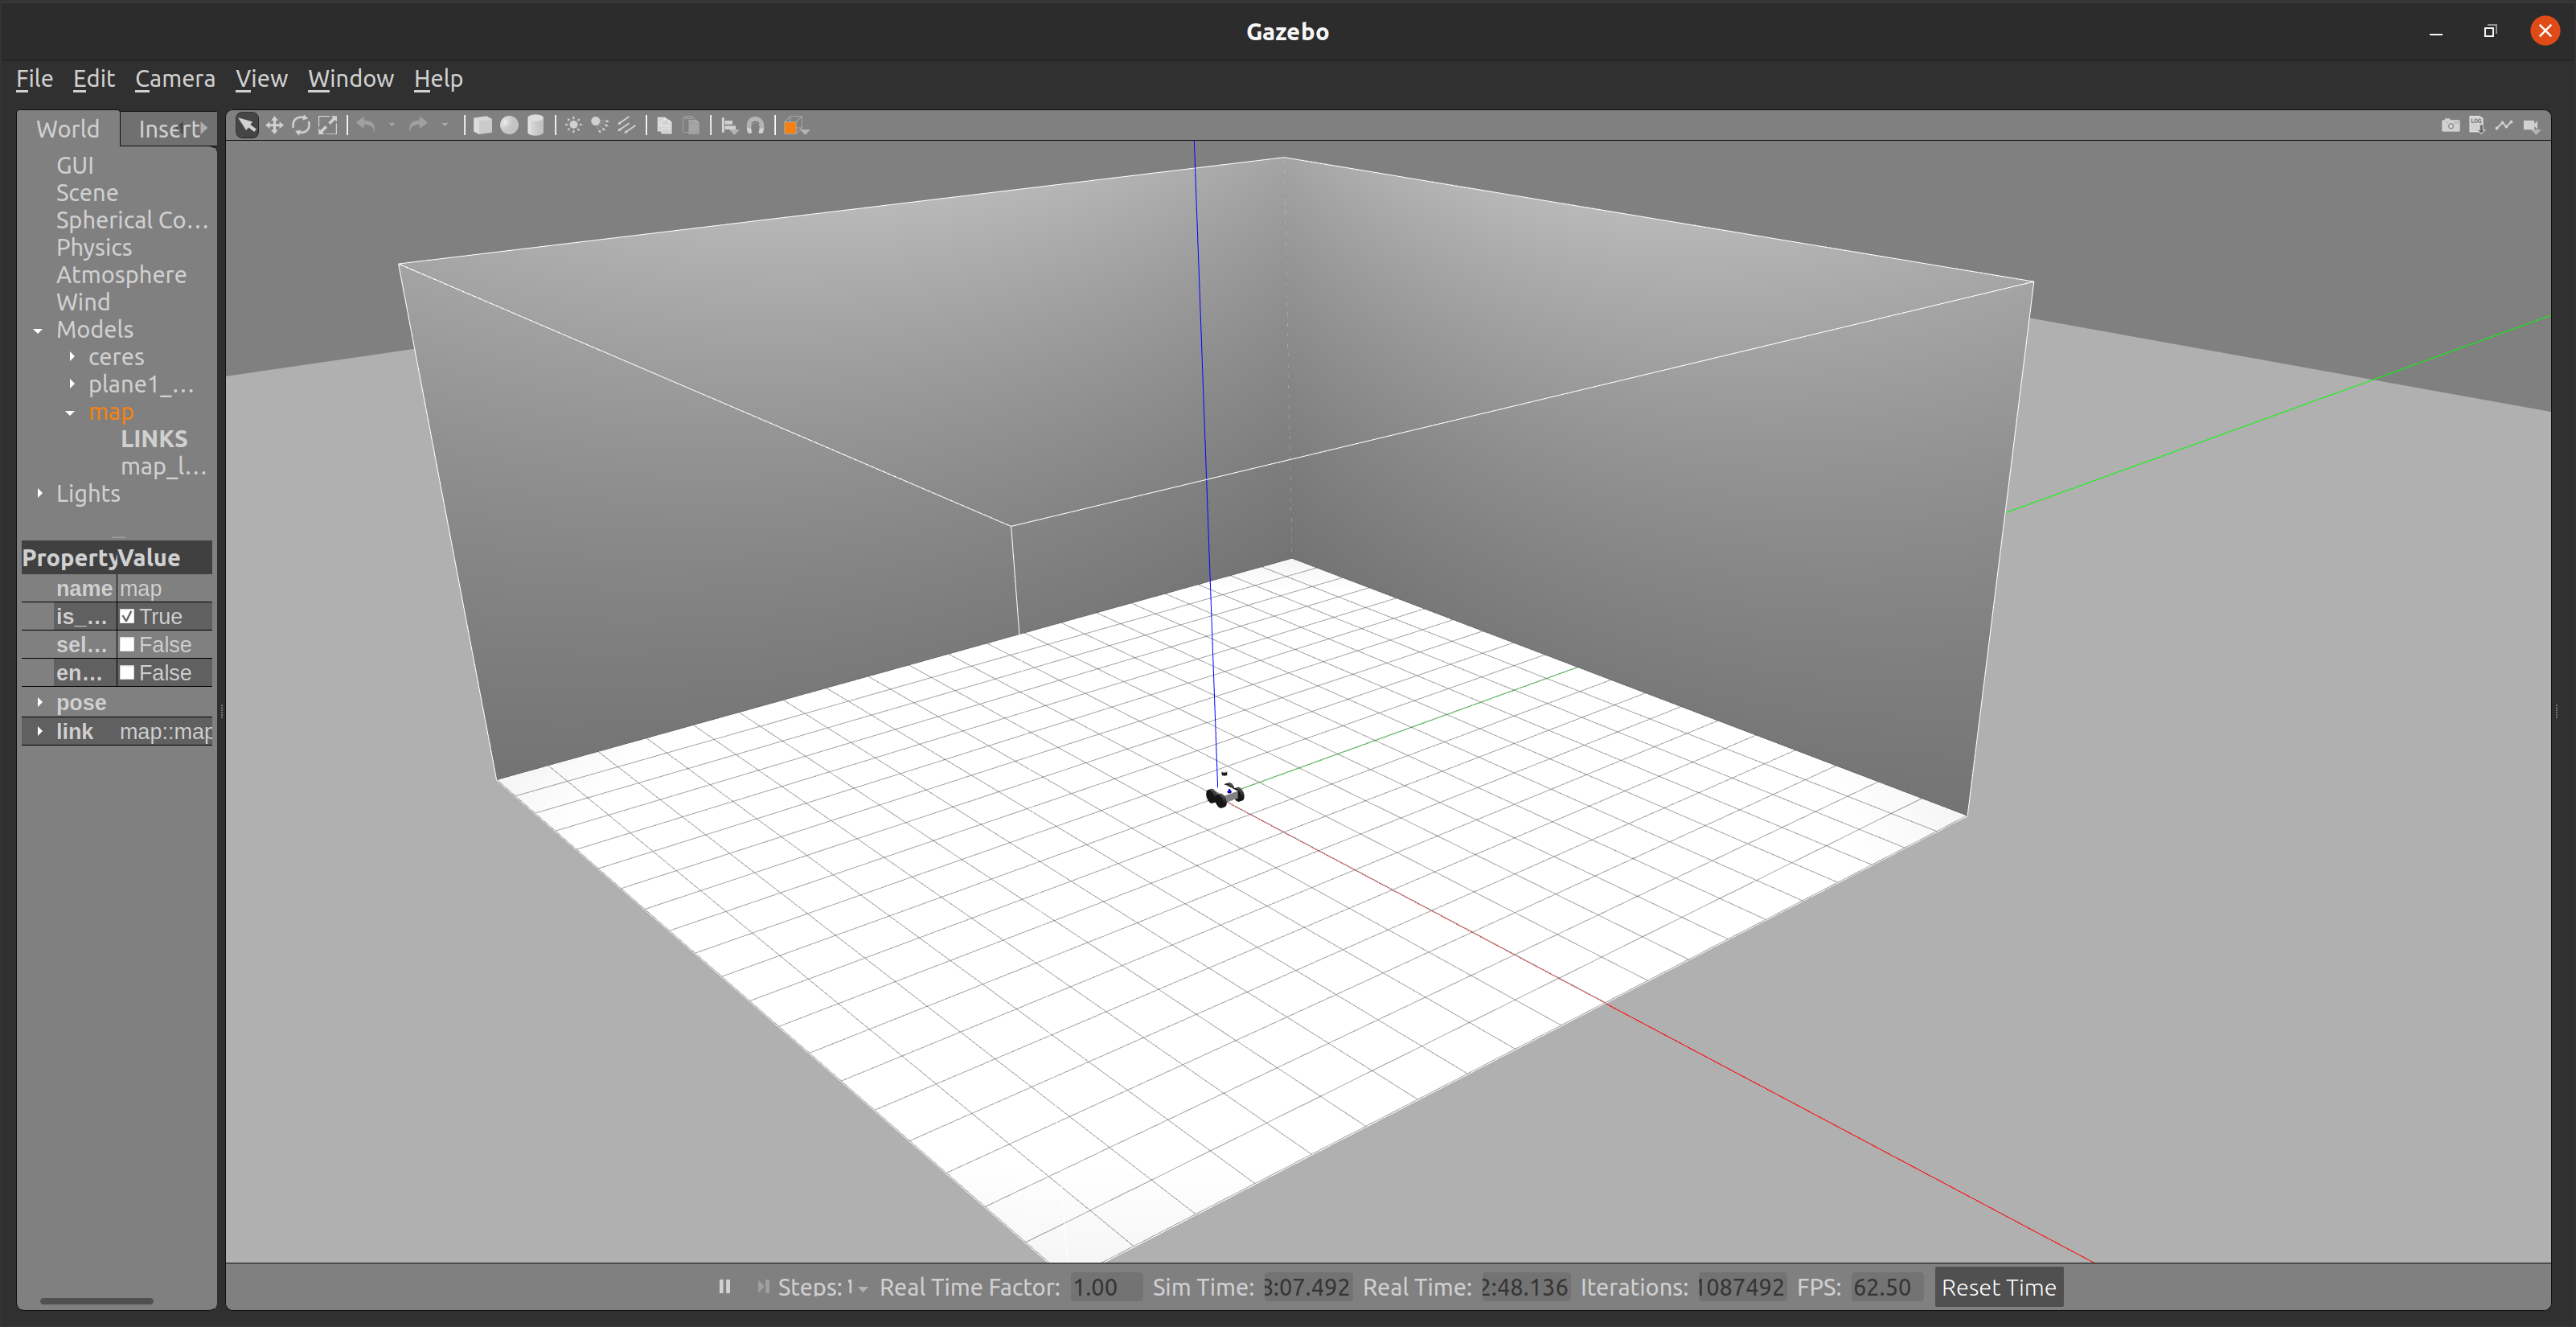 Gazebo
File Edit Camera View Window Help
World Insert
GUI
Scene
Spherical Co...
Physics
Atmosphere
Wind
Models
ceres
plane1_...
map
LINKS
map_l...
Lights
Property Value
name map
is_... True
sel... False
en... False
pose
link map::map
Steps: 1 Real Time Factor: 1.00 Sim Time: 8:07.492 Real Time: 2:48.136 Iterations: 1087492 FPS: 62.50 Reset Time